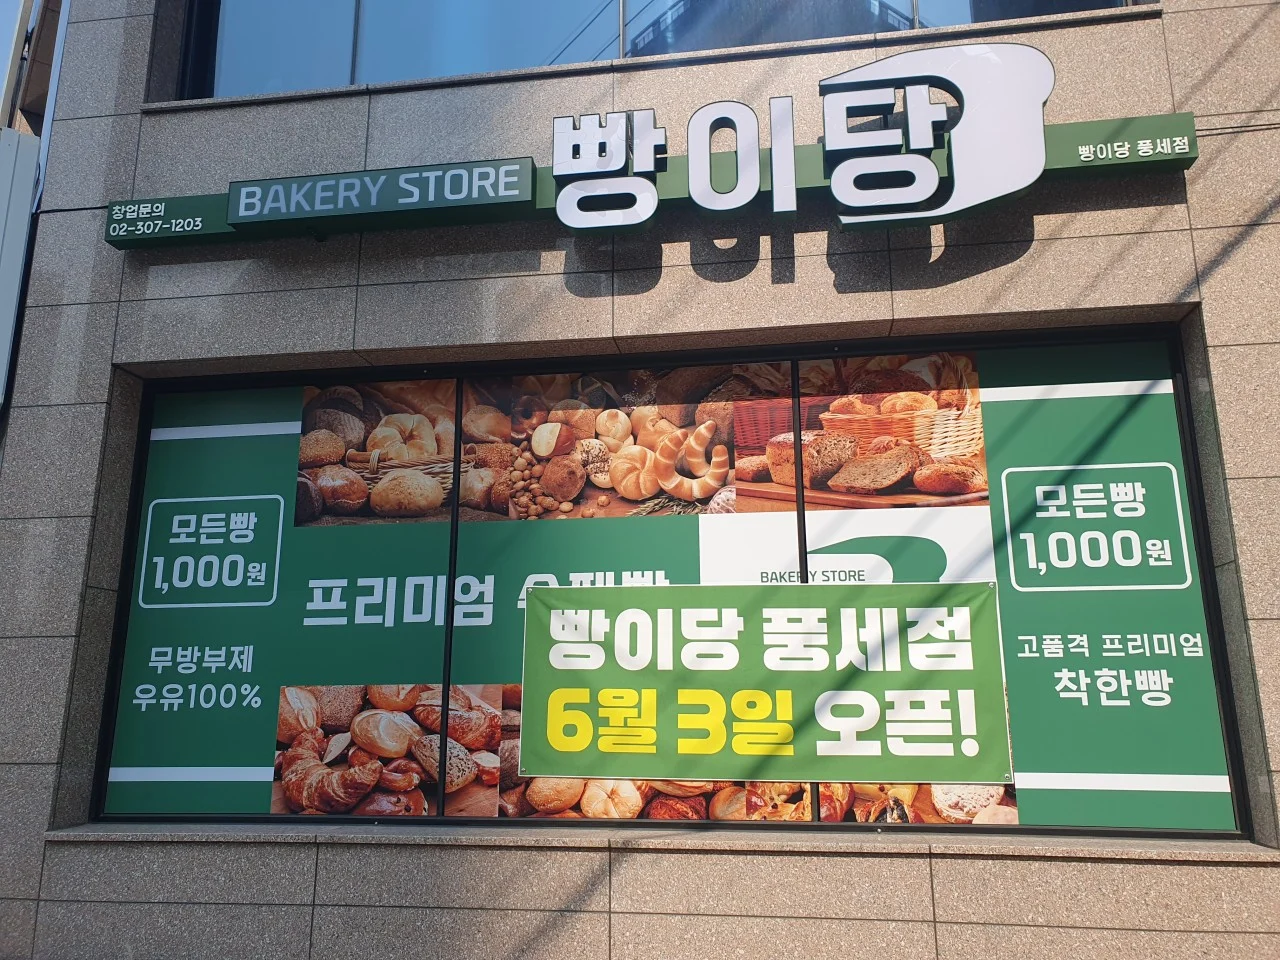 창업문의
02-307-1203
BAKERY STORE
빵이당
빵이당 풍세점
모든빵
1,000원
무방부제
우유100%
프리미엄
BAKERY STORE
빵이당 풍세점
6월 3일 오픈!
모든빵
1,000원
고품격 프리미엄
착한빵